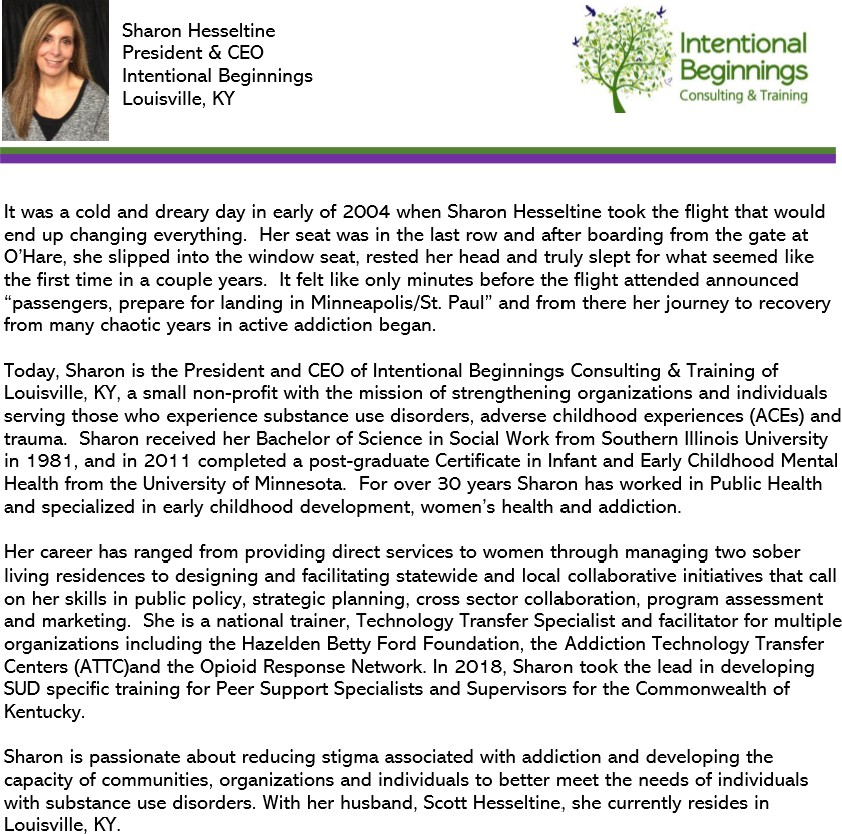 Sharon Hesseltine
President & CEO
Intentional Beginnings
Louisville, KY
Intentional
Beginnings
Consulting & Training
It was a cold and dreary day in early of 2004 when Sharon Hesseltine took the flight that would
end up changing everything.  Her seat was in the last row and after boarding from the gate at
O’Hare, she slipped into the window seat, rested her head and truly slept for what seemed like
the first time in a couple years.  It felt like only minutes before the flight attended announced
“passengers, prepare for landing in Minneapolis/St. Paul” and from there her journey to recovery
from many chaotic years in active addiction began.
Today, Sharon is the President and CEO of Intentional Beginnings Consulting & Training of
Louisville, KY, a small non-profit with the mission of strengthening organizations and individuals
serving those who experience substance use disorders, adverse childhood experiences (ACEs) and
trauma.  Sharon received her Bachelor of Science in Social Work from Southern Illinois University
in 1981, and in 2011 completed a post-graduate Certificate in Infant and Early Childhood Mental
Health from the University of Minnesota.  For over 30 years Sharon has worked in Public Health
and specialized in early childhood development, women’s health and addiction.
Her career has ranged from providing direct services to women through managing two sober
living residences to designing and facilitating statewide and local collaborative initiatives that call
on her skills in public policy, strategic planning, cross sector collaboration, program assessment
and marketing.  She is a national trainer, Technology Transfer Specialist and facilitator for multiple
organizations including the Hazelden Betty Ford Foundation, the Addiction Technology Transfer
Centers (ATTC)and the Opioid Response Network. In 2018, Sharon took the lead in developing
SUD specific training for Peer Support Specialists and Supervisors for the Commonwealth of
Kentucky.
Sharon is passionate about reducing stigma associated with addiction and developing the
capacity of communities, organizations and individuals to better meet the needs of individuals
with substance use disorders. With her husband, Scott Hesseltine, she currently resides in
Louisville, KY.